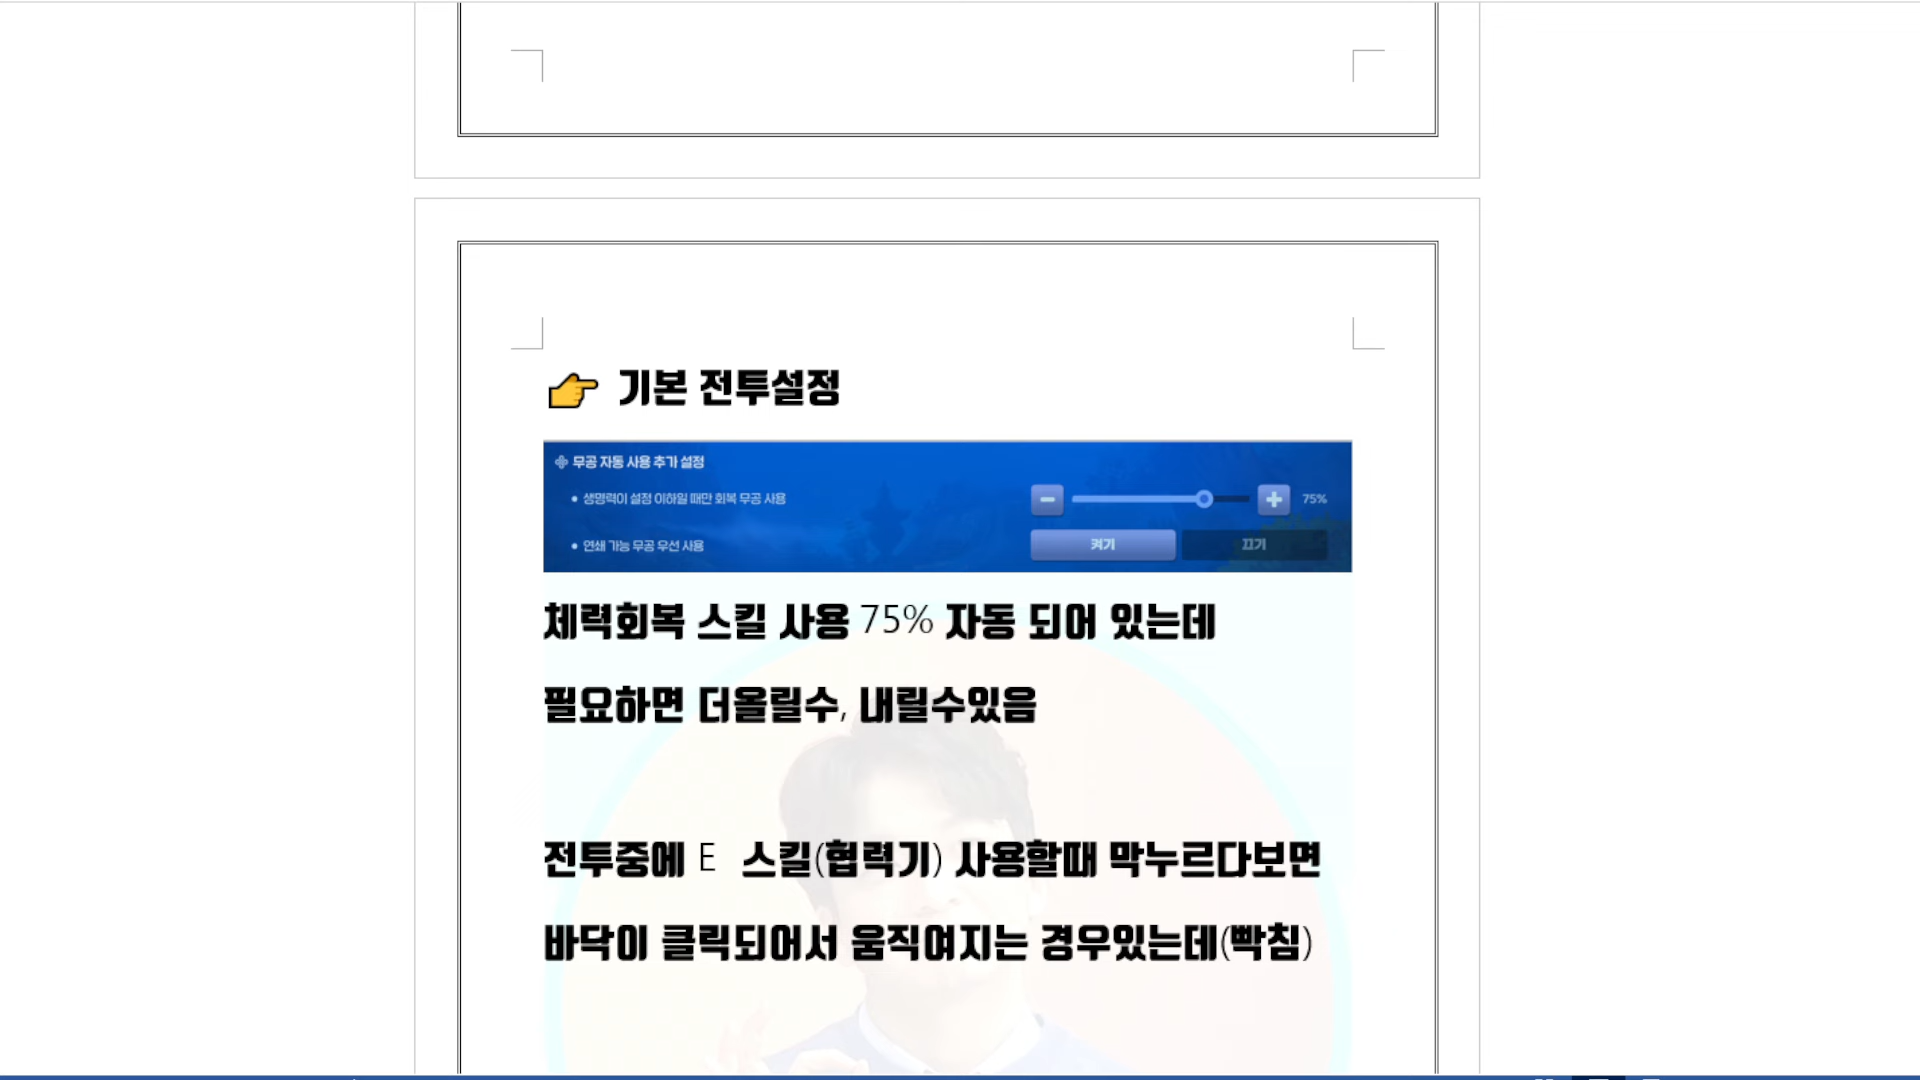 👉 기본 전투설정
무공 자동 사용 추가 설정
• 생명력이 설정 이하일 때만 회복 무공 사용
75%
• 연쇄 가능 무공 우선 사용
켜기
끄기
체력회복 스킬 사용 75% 자동 되어 있는데
필요하면 더올릴수, 내릴수있음
전투중에 E 스킬(협력기) 사용할때 막누르다보면
바닥이 클릭되어서 움직여지는 경우있는데(빡침)